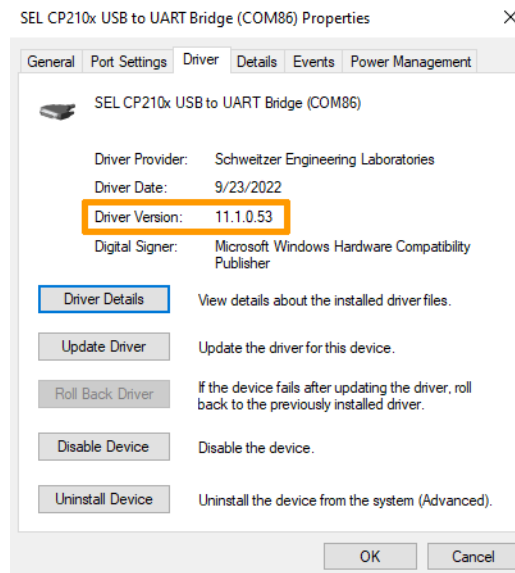 SEL CP210x USB to UART Bridge (COM86) Properties
General Port Settings Driver Details Events Power Management
SEL CP210x USB to UART Bridge (COM86)
Driver Provider: Schweitzer Engineering Laboratories
Driver Date: 9/23/2022
Driver Version: 11.1.0.53
Digital Signer: Microsoft Windows Hardware Compatibility
Publisher
Driver Details View details about the installed driver files.
Update Driver Update the driver for this device.
Roll Back Driver If the device fails after updating the driver, roll
back to the previously installed driver.
Disable Device Disable the device.
Uninstall Device Uninstall the device from the system (Advanced).
OK Cancel